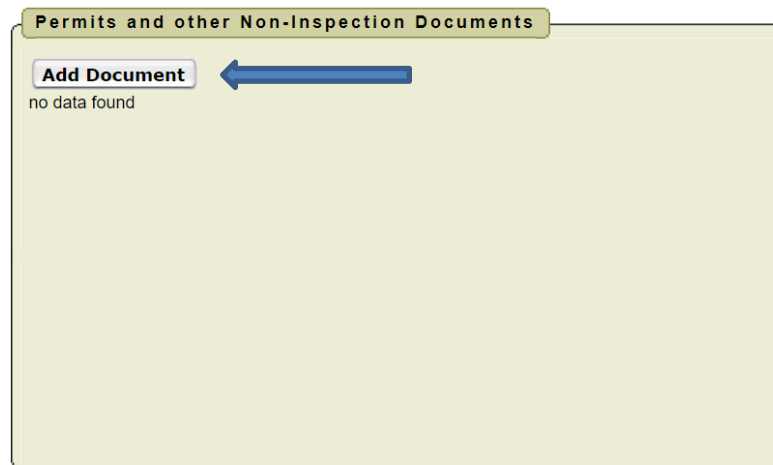 Permits and other Non-Inspection Documents
Add Document
no data found